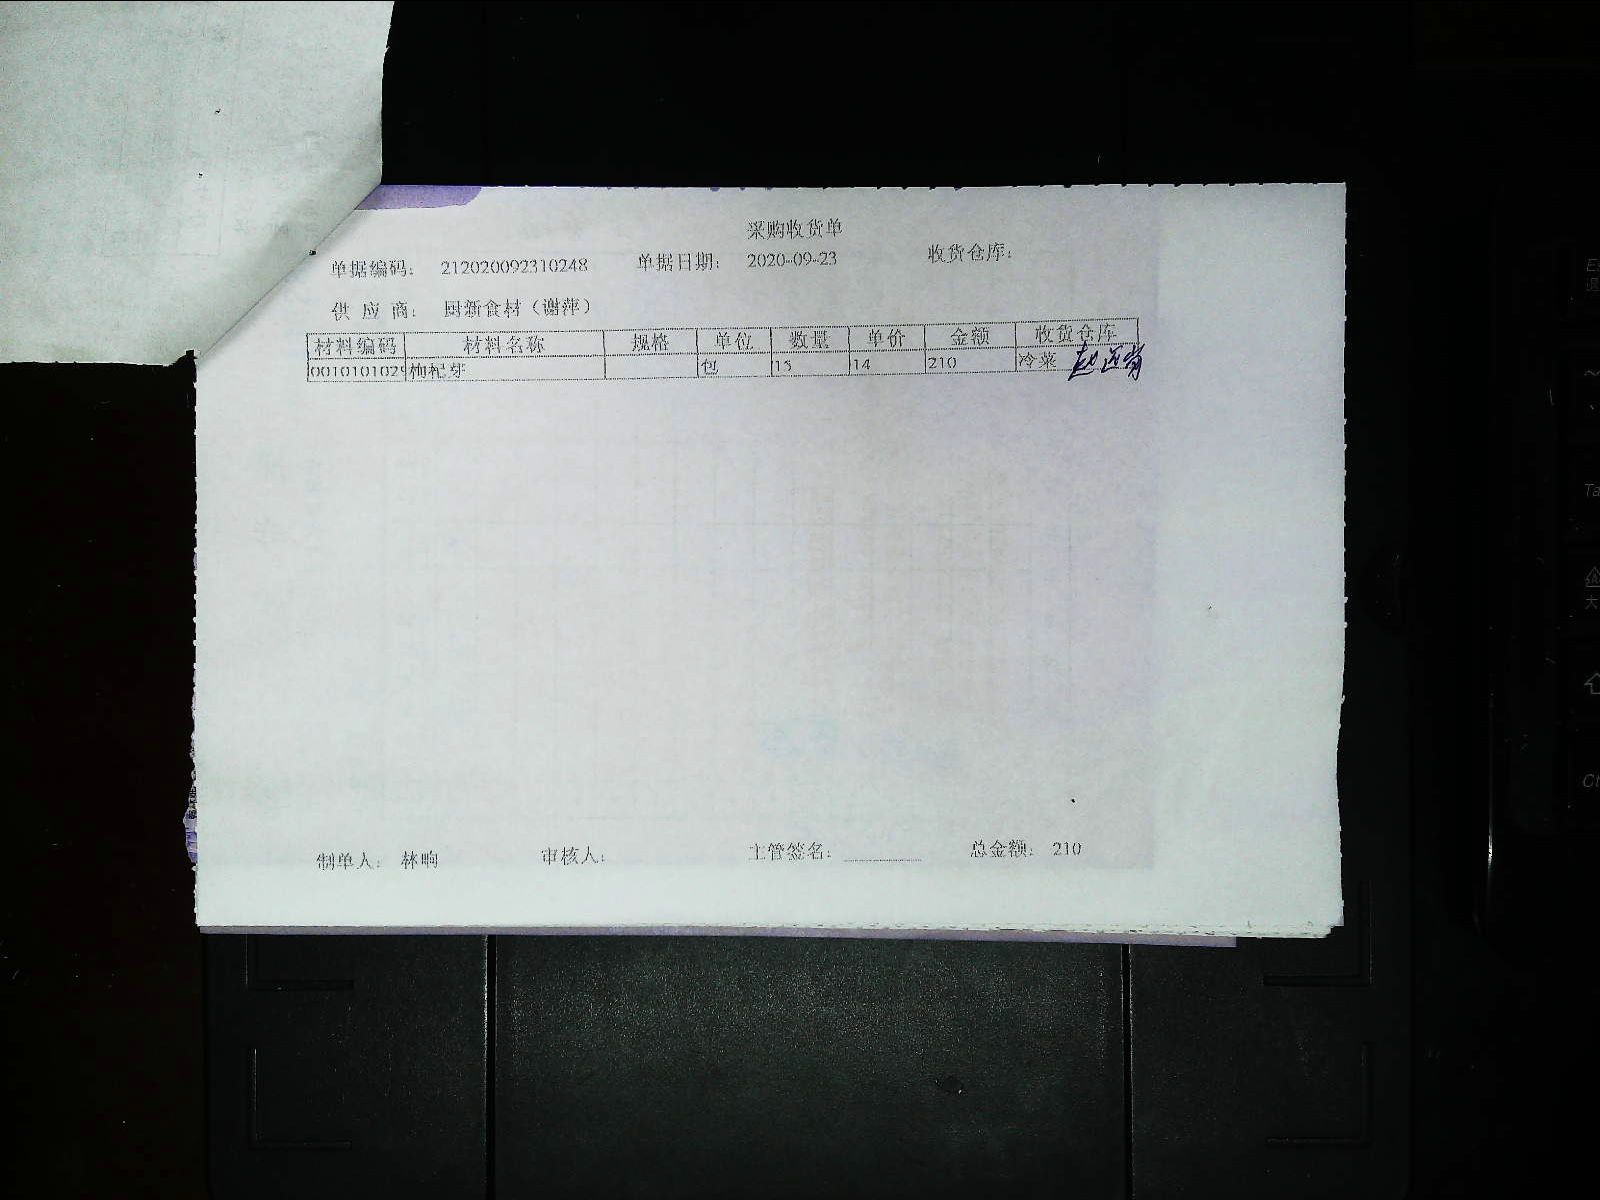 采购收货单
单据编码： 212020092310248 单据日期： 2020-09-23 收货仓库：
供 应 商： 厨新食材（谢萍）
材料编码 材料名称 规格 单位 数量 单价 金额 收货仓库
0010101029 枸杞芽 包 15 14 210 冷菜
制单人： 林响 审核人： 主管签名： 总金额： 210